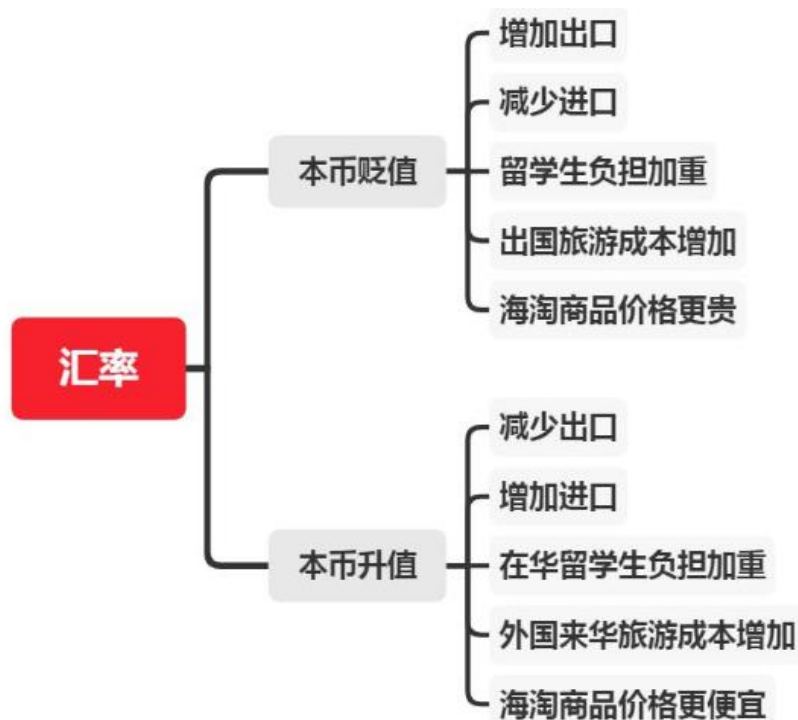 增加出口
减少进口
本币贬值
留学生负担加重
出国旅游成本增加
海淘商品价格更贵
汇率
减少出口
增加进口
本币升值
在华留学生负担加重
外国来华旅游成本增加
海淘商品价格更便宜